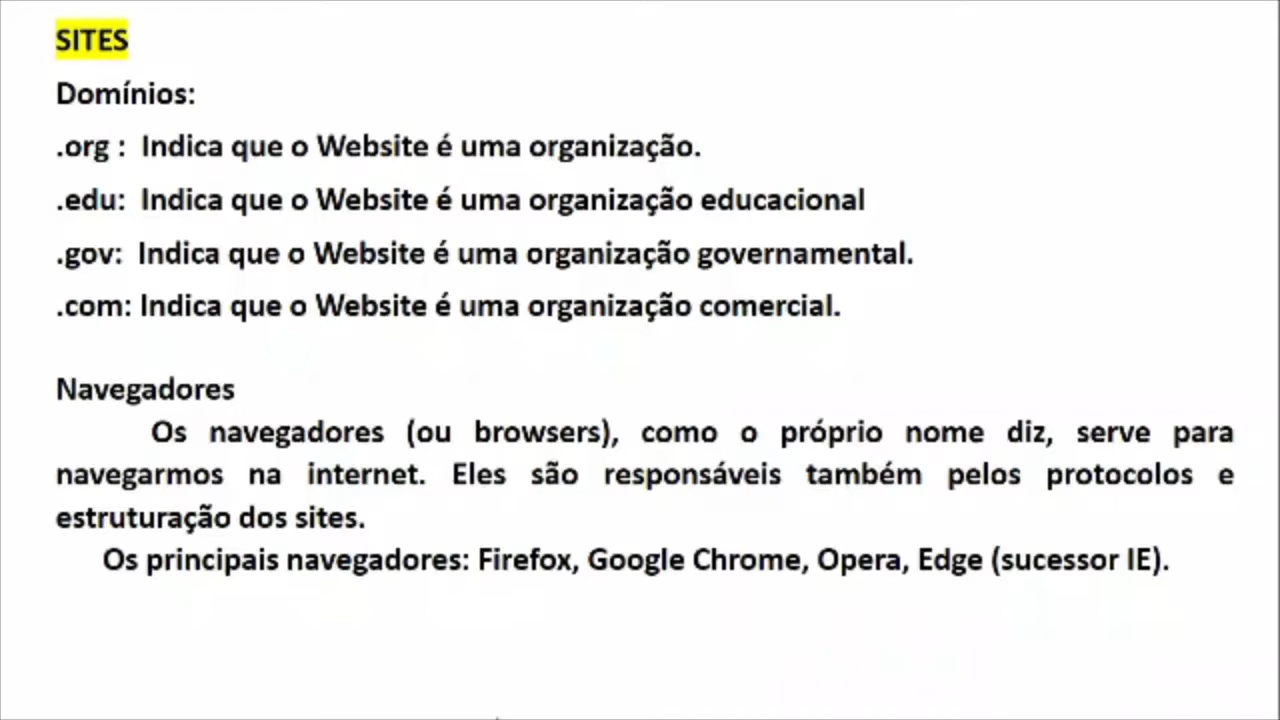 SITES
Domínios:
.org :  Indica que o Website é uma organização.
.edu:  Indica que o Website é uma organização educacional
.gov:  Indica que o Website é uma organização governamental.
.com: Indica que o Website é uma organização comercial.
Navegadores
Os navegadores (ou browsers), como o próprio nome diz, serve para
navegarmos na internet. Eles são responsáveis também pelos protocolos e
estruturação dos sites.
Os principais navegadores: Firefox, Google Chrome, Opera, Edge (sucessor IE).